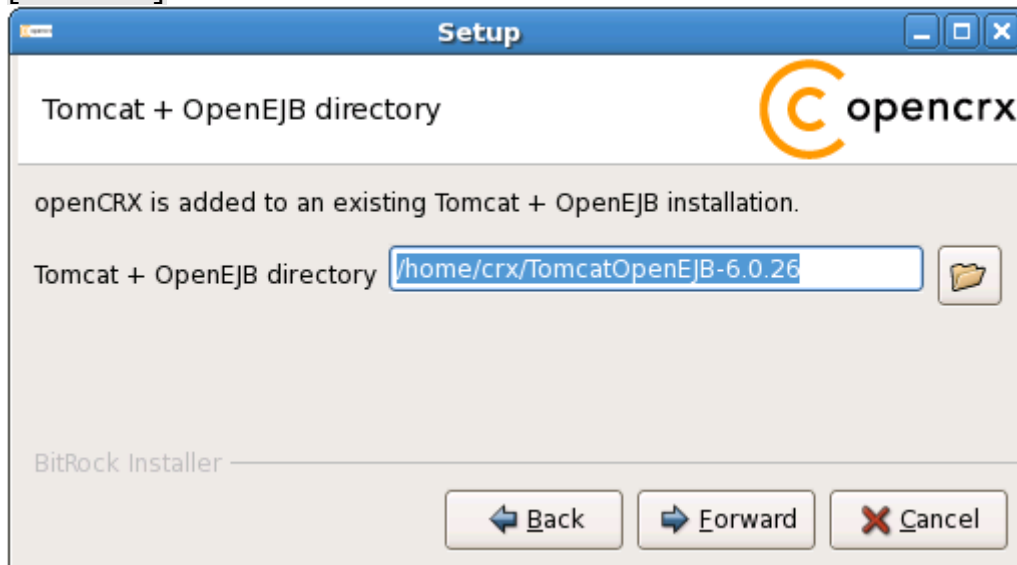 Setup
Tomcat + OpenEJB directory
C opencrx
openCRX is added to an existing Tomcat + OpenEJB installation.
Tomcat + OpenEJB directory /home/crx/TomcatOpenEJB-6.0.26
BitRock Installer
Back Forward Cancel